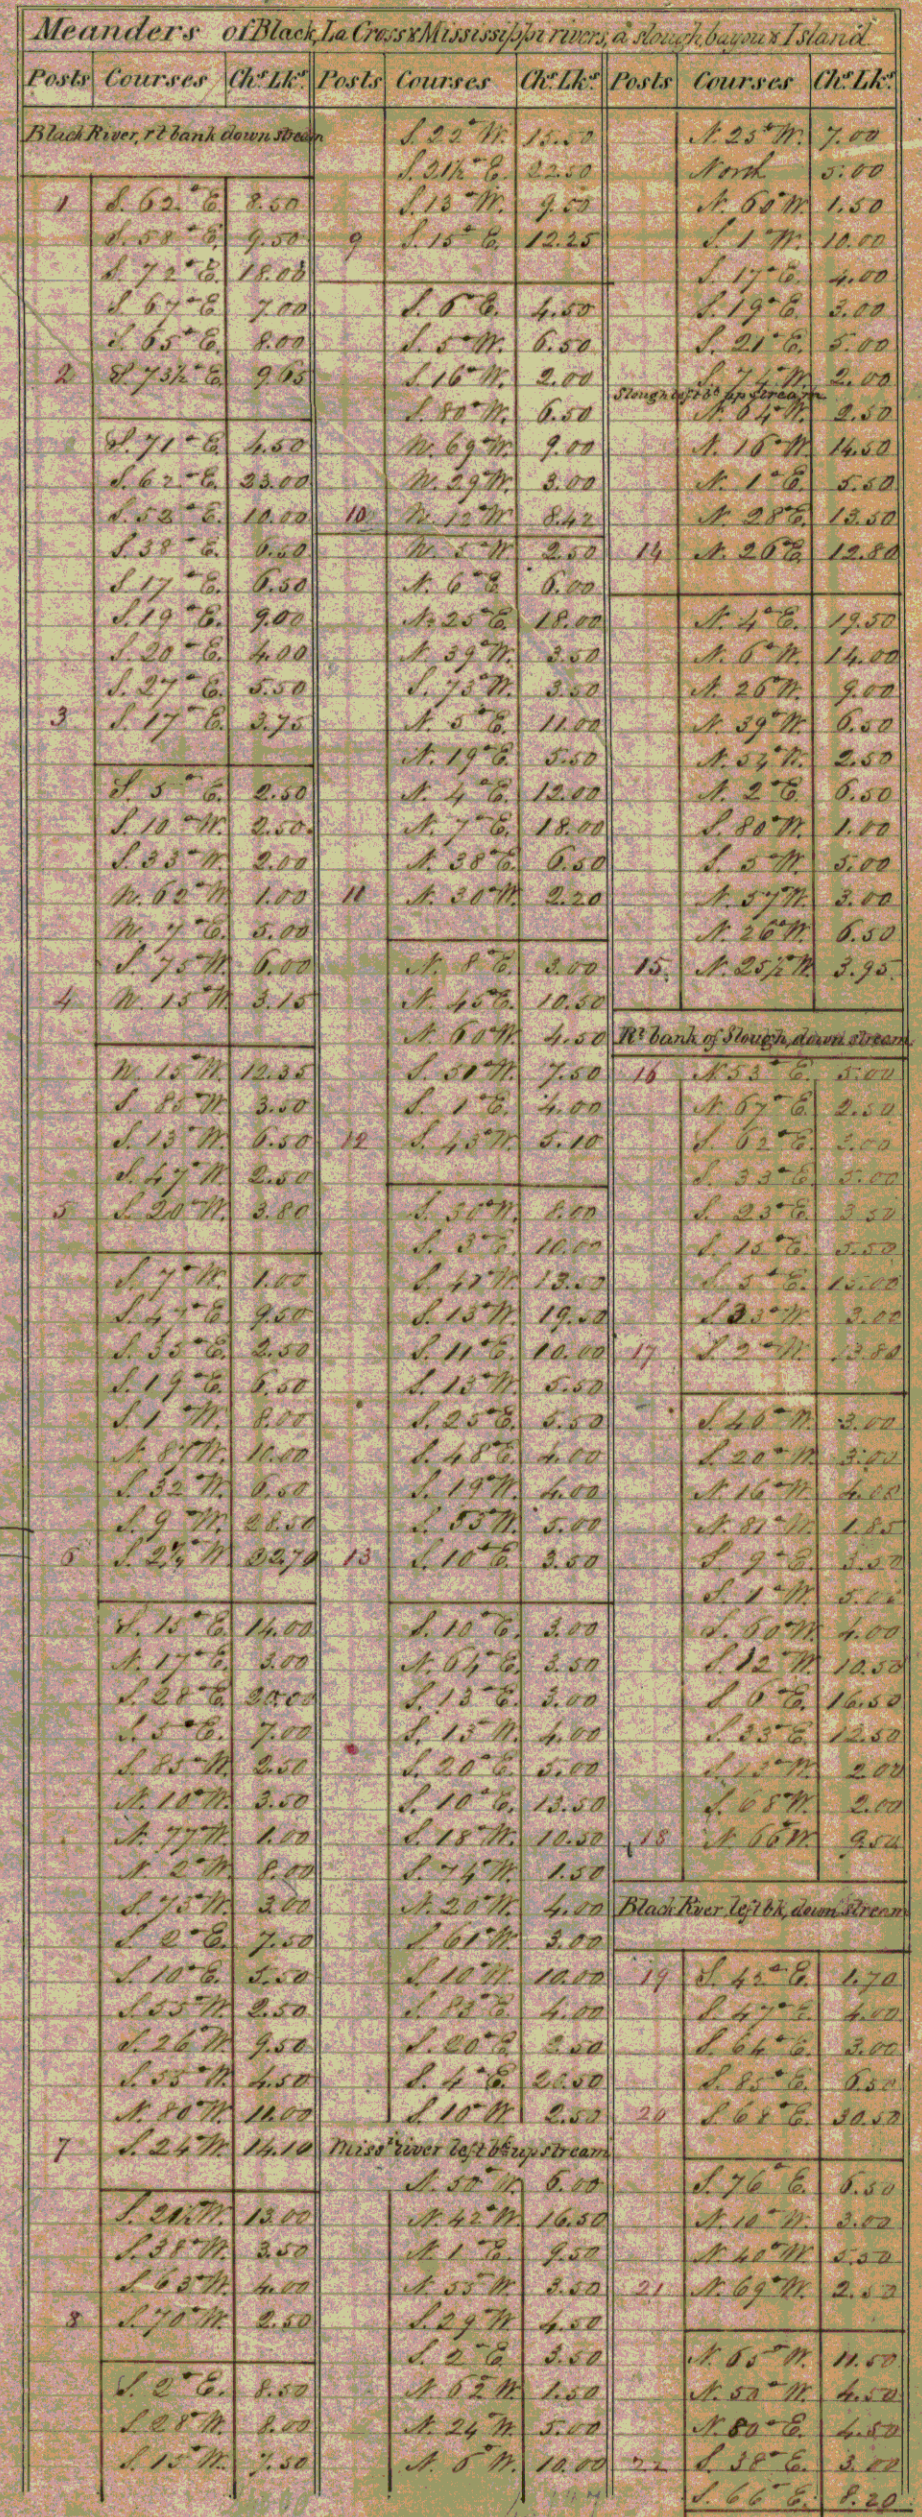 Meanders of Black, La Cross & Mississippi rivers, a slough bayou & Island
Posts Courses Chs. Lks.
Black River, rt bank down stream
1 S. 62° E. 8.50
S. 58° E. 9.50
S. 72° E. 18.00
S. 67° E. 7.00
S. 65° E. 8.00
2 S. 73½° E. 9.65
S. 71° E. 4.50
S. 62° E. 33.00
S. 52° E. 10.00
S. 38° E. 6.50
S. 17° E. 6.50
S. 19° E. 9.00
S. 20° E. 4.00
S. 27° E. 5.50
3 S. 17° E. 3.75
S. 5° E. 2.50
S. 10° W. 2.50
S. 33° W. 2.00
N. 62° W. 1.00
N. 7° E. 5.00
S. 75° W. 6.00
4 N. 15° W. 3.15
N. 15° W. 12.35
S. 85° W. 3.50
S. 13° W. 6.50
S. 47° W. 2.50
5 S. 20° W. 3.80
S. 7° W. 1.00
S. 47° E. 9.50
S. 35° E. 2.50
S. 19° E. 6.50
S. 1° W. 8.00
N. 87° W. 10.00
S. 32° W. 6.50
S. 9° W. 28.50
6 S. 2½° W. 22.79
S. 15° E. 14.00
N. 17° E. 3.00
S. 28° E. 20.00
S. 5° E. 7.00
S. 85° W. 2.50
N. 10° W. 3.50
N. 77° W. 1.00
N. 2° W. 8.00
S. 75° W. 3.00
S. 2° E. 7.50
S. 10° E. 5.50
S. 55° W. 2.50
S. 26° W. 9.50
S. 55° W. 4.50
N. 80° W. 11.00
7 S. 24° W. 14.10
S. 21½° W. 13.00
S. 38° W. 3.50
S. 63° W. 4.00
8 S. 70° W. 2.50
S. 2° E. 8.50
S. 28° W. 8.00
S. 15° W. 7.50
Posts Courses Chs. Lks.
S. 22° W. 15.50
S. 31½° E. 22.50
S. 13° W. 9.50
9 S. 15° E. 12.25
S. 6° E. 4.50
S. 5° W. 6.50
S. 16° W. 2.00
S. 80° W. 6.50
N. 69° W. 9.00
N. 29° W. 3.00
10 N. 12° W. 8.42
N. W. 2.50
N. 6° E. 6.00
N. 25° E. 18.00
N. 39° W. 3.50
S. 75° W. 3.50
N. 5° E. 11.00
N. 19° E. 5.50
N. 4° E. 12.00
N. 7° E. 18.00
N. 38° E. 6.50
11 N. 30° W. 2.20
N. 8° E. 3.00
N. 45° E. 10.50
N. 60° W. 4.50
S. 50° W. 7.50
S. 1° E. 4.00
12 S. 43° W. 5.10
S. 50° W. 8.00
S. 3° E. 10.00
S. 47° W. 13.50
S. 13° W. 19.50
S. 11° E. 10.00
S. 13° W. 5.50
S. 25° E. 5.50
S. 48° E. 4.00
S. 19° W. 4.00
S. 55° W. 5.00
13 S. 10° E. 3.50
S. 10° E. 3.00
N. 64° E. 3.50
S. 13° E. 3.00
S. 15° W. 4.00
S. 20° E. 5.00
S. 10° E. 13.50
S. 18° W. 10.50
S. 74° W. 1.50
N. 20° W. 4.00
S. 61° W. 3.00
S. 10° W. 10.00
S. 83° E. 4.00
S. 20° E. 2.50
S. 4° E. 20.50
S. 10° W. 2.50
Misss river left bk up stream
N. 50° W. 6.00
N. 42° W. 16.50
N. 1° E. 9.50
N. 55° W. 3.50
S. 29° W. 4.50
S. 2° E. 3.50
N. 62° W. 1.50
N. 24° W. 5.00
N. 5° W. 10.00
Posts Courses Chs. Lks.
N. 25° W. 7.00
North 5.00
N. 60° W. 1.50
S. 1° W. 10.00
S. 17° E. 4.00
S. 19° E. 3.00
S. 21° E. 5.00
S. 74° W. 2.00
Slough left bk up stream
N. 64° W. 2.50
N. 16° W. 14.50
N. 1° E. 5.50
N. 28° E. 13.50
14 N. 26° E. 12.80
N. 4° E. 19.50
N. 6° W. 14.00
N. 26° W. 9.00
N. 39° W. 6.50
N. 34° W. 2.50
N. 2° E. 6.50
S. 80° W. 1.00
S. 5° W. 5.00
N. 57° W. 3.00
N. 26° W. 6.50
15. N. 25½° W. 3.95
Rt. bank of Slough, down stream
16 N. 53° E. 5.00
N. 67° E. 2.50
S. 62° E. 3.00
S. 33° E. 5.00
S. 23° E. 3.50
S. 15° E. 5.50
S. 5° E. 15.00
S. 33° W. 3.00
17 S. 2° W. 13.80
S. 46° W. 3.00
S. 20° W. 3.00
N. 16° W. 4.00
N. 81° W. 1.85
S. 9° E. 3.50
S. 1° W. 5.00
S. 60° W. 4.00
S. 12° W. 10.50
S. 6° E. 16.50
S. 33° E. 12.50
S. 13° W. 2.00
S. 68° W. 2.00
18 N. 66° W. 9.50
Black River left bk, down stream
19 S. 42° E. 1.70
S. 47° E. 4.00
S. 64° E. 3.00
S. 85° E. 6.50
20 S. 68° E. 30.50
S. 76° E. 6.50
N. 10° W. 3.00
N. 40° W. 5.50
21 N. 69° W. 2.50
N. 65° W. 11.50
N. 50° W. 4.50
N. 80° E. 4.50
22 S. 38° E. 3.00
S. 66° E. 8.20